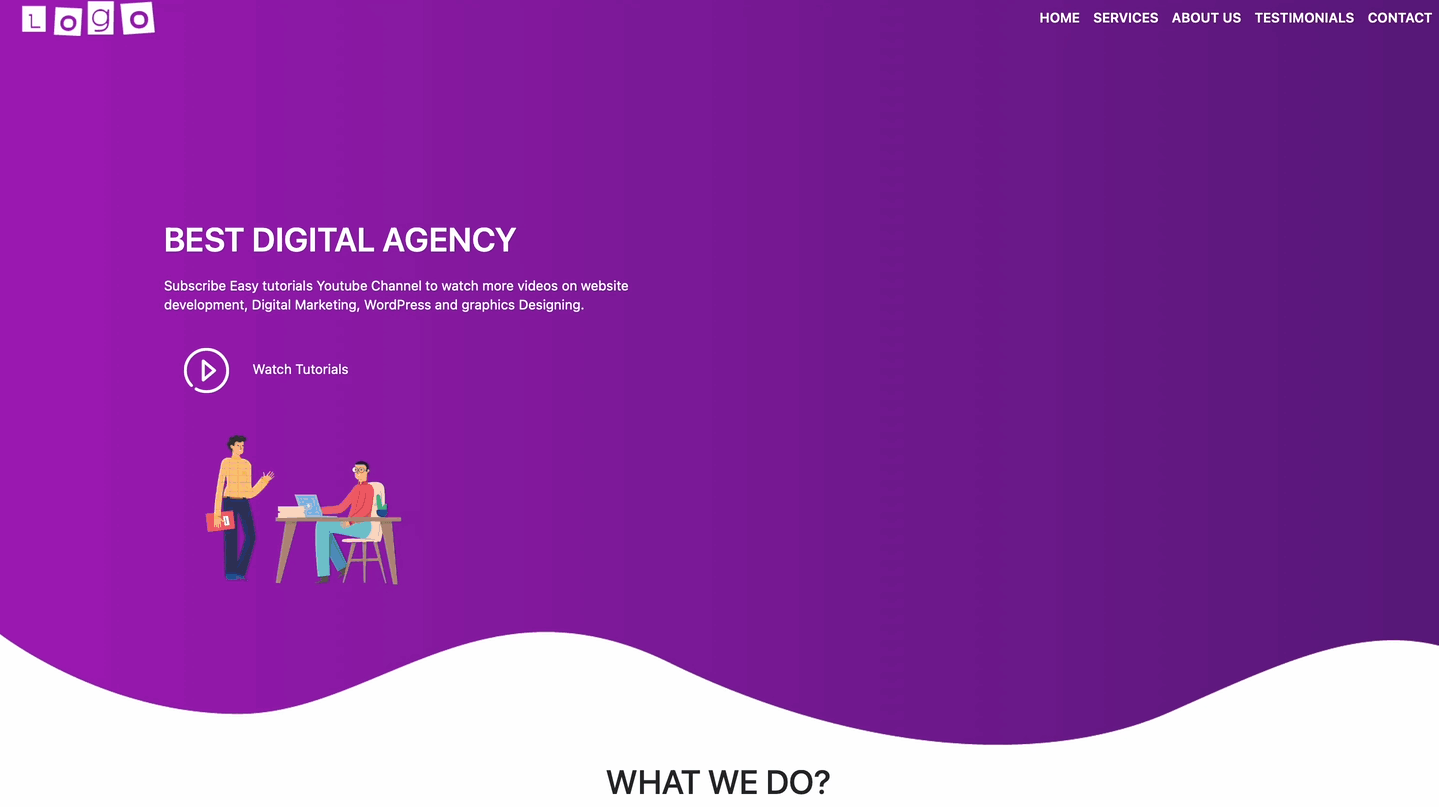 Logo
HOME SERVICES ABOUT US TESTIMONIALS CONTACT
BEST DIGITAL AGENCY
Subscribe Easy tutorials Youtube Channel to watch more videos on website
development, Digital Marketing, WordPress and graphics Designing.
Watch Tutorials
WHAT WE DO?